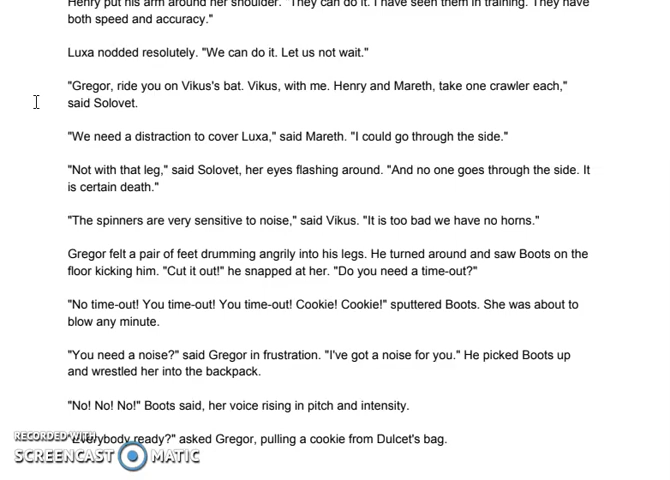 Henry put his arm around her shoulder. "They can do it. I have seen them in training. They have
both speed and accuracy."
Luxa nodded resolutely. "We can do it. Let us not wait."
"Gregor, ride you on Vikus's bat. Vikus, with me. Henry and Mareth, take one crawler each,"
said Solovet.
"We need a distraction to cover Luxa," said Mareth. "I could go through the side."
"Not with that leg," said Solovet, her eyes flashing around. "And no one goes through the side. It
is certain death."
"The spinners are very sensitive to noise," said Vikus. "It is too bad we have no horns."
Gregor felt a pair of feet drumming angrily into his legs. He turned around and saw Boots on the
floor kicking him. "Cut it out!" he snapped at her. "Do you need a time-out?"
"No time-out! You time-out! You time-out! Cookie! Cookie!" sputtered Boots. She was about to
blow any minute.
"You need a noise?" said Gregor in frustration. "I've got a noise for you." He picked Boots up
and wrestled her into the backpack.
"No! No! No!" Boots said, her voice rising in pitch and intensity.
"Everybody ready?" asked Gregor, pulling a cookie from Dulcet's bag.
RECORDED WITH
SCREENCAST MATIC